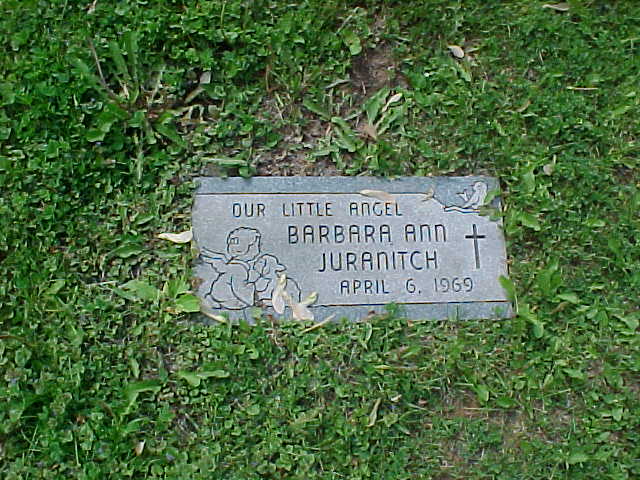 OUR LITTLE ANGEL
BARBARA ANN
JURANITCH
APRIL 6, 1969